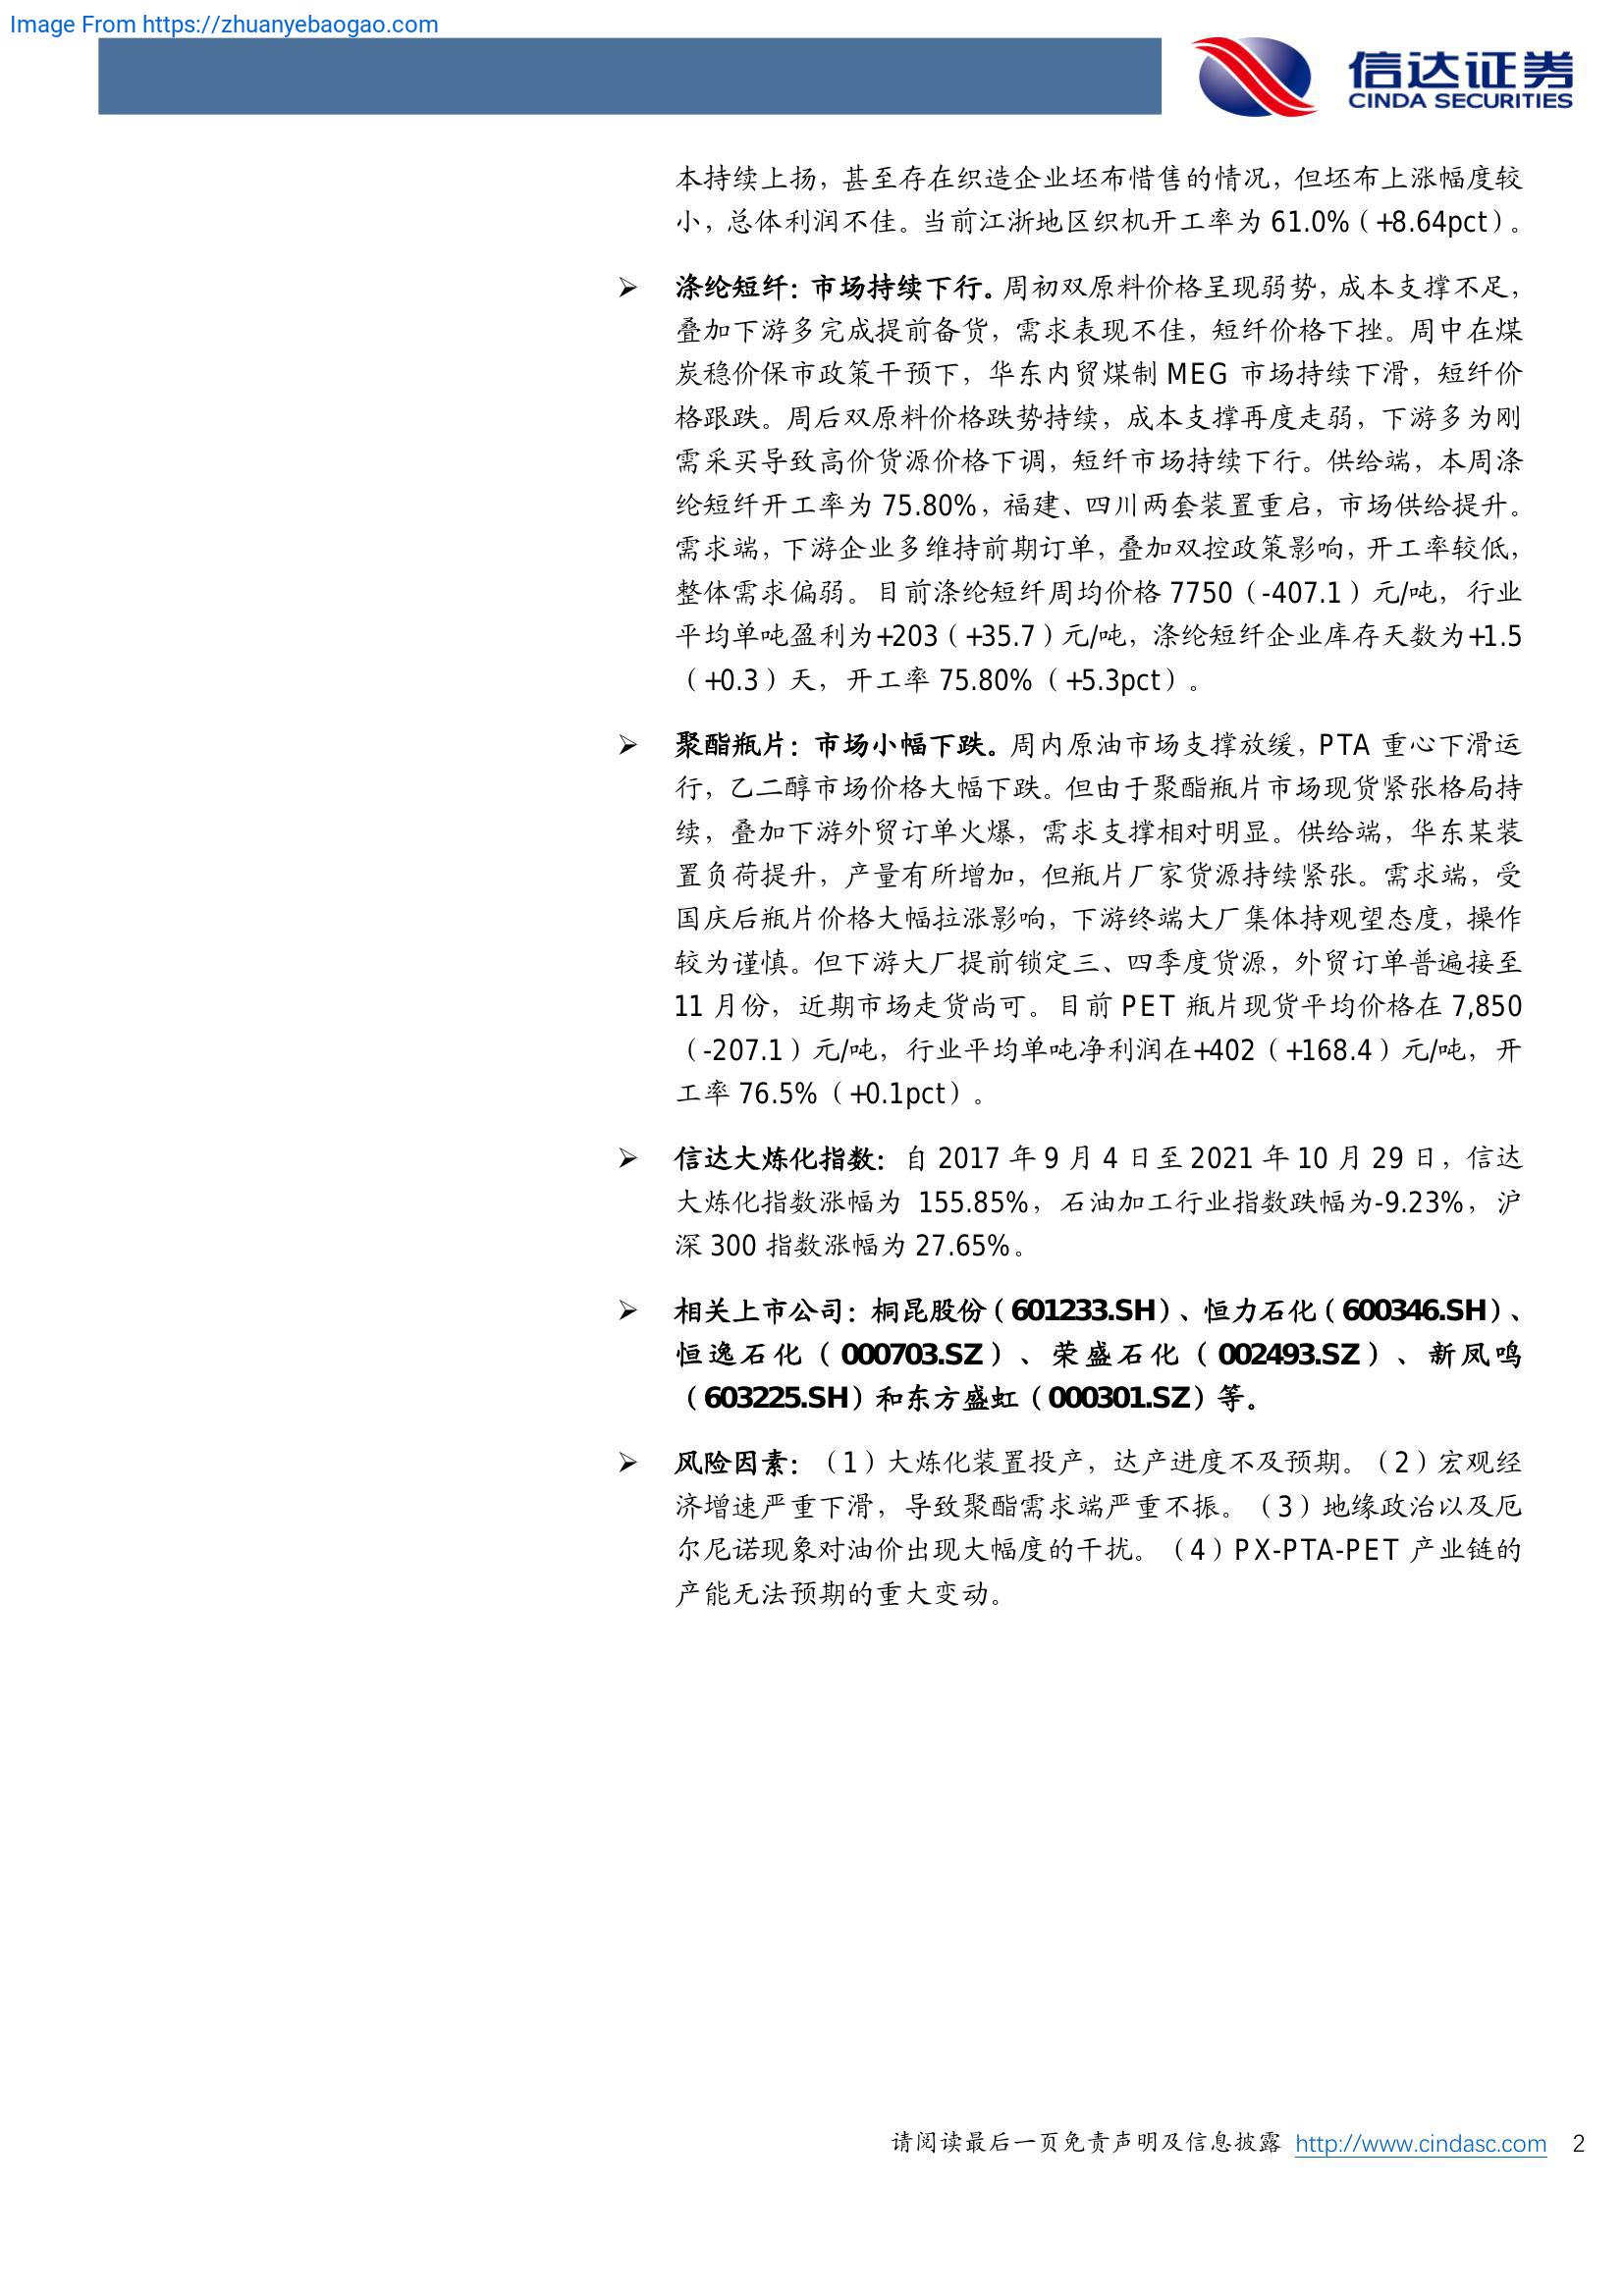 Image From https://zhuanyebaogao.com
信达证券
CINDA SECURITIES
本持续上扬，甚至存在织造企业坯布惜售的情况，但坯布上涨幅度较
小，总体利润不佳。当前江浙地区织机开工率为 61.0%（+8.64pct）。
➢ 涤纶短纤：市场持续下行。周初双原料价格呈现弱势，成本支撑不足，
叠加下游多完成提前备货，需求表现不佳，短纤价格下挫。周中在煤
炭稳价保市政策干预下，华东内贸煤制 MEG 市场持续下滑，短纤价
格跟跌。周后双原料价格跌势持续，成本支撑再度走弱，下游多为刚
需采买导致高价货源价格下调，短纤市场持续下行。供给端，本周涤
纶短纤开工率为 75.80%，福建、四川两套装置重启，市场供给提升。
需求端，下游企业多维持前期订单，叠加双控政策影响，开工率较低，
整体需求偏弱。目前涤纶短纤周均价格 7750（-407.1）元/吨，行业
平均单吨盈利为+203（+35.7）元/吨，涤纶短纤企业库存天数为+1.5
（+0.3）天，开工率 75.80%（+5.3pct）。
➢ 聚酯瓶片：市场小幅下跌。周内原油市场支撑放缓，PTA 重心下滑运
行，乙二醇市场价格大幅下跌。但由于聚酯瓶片市场现货紧张格局持
续，叠加下游外贸订单火爆，需求支撑相对明显。供给端，华东某装
置负荷提升，产量有所增加，但瓶片厂家货源持续紧张。需求端，受
国庆后瓶片价格大幅拉涨影响，下游终端大厂集体持观望态度，操作
较为谨慎。但下游大厂提前锁定三、四季度货源，外贸订单普遍接至
11 月份，近期市场走货尚可。目前 PET 瓶片现货平均价格在 7,850
（-207.1）元/吨，行业平均单吨净利润在+402（+168.4）元/吨，开
工率 76.5%（+0.1pct）。
➢ 信达大炼化指数：自 2017 年 9 月 4 日至 2021 年 10 月 29 日，信达
大炼化指数涨幅为 155.85%，石油加工行业指数跌幅为-9.23%，沪
深 300 指数涨幅为 27.65%。
➢ 相关上市公司：桐昆股份（601233.SH）、恒力石化（600346.SH）、
恒逸石化（000703.SZ）、荣盛石化（002493.SZ）、新凤鸣
（603225.SH）和东方盛虹（000301.SZ）等。
➢ 风险因素：（1）大炼化装置投产，达产进度不及预期。（2）宏观经
济增速严重下滑，导致聚酯需求端严重不振。（3）地缘政治以及厄
尔尼诺现象对油价出现大幅度的干扰。（4）PX-PTA-PET 产业链的
产能无法预期的重大变动。
请阅读最后一页免责声明及信息披露 http://www.cindasc.com 2